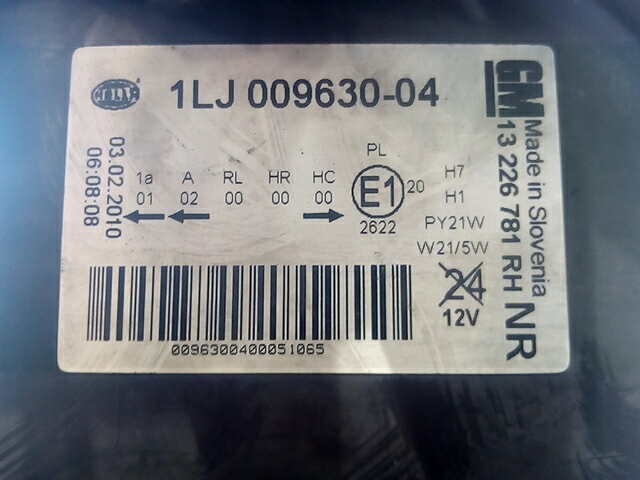 HELLA
1LJ 009630-04
GM
Made in Slovenia
13 226 781 RH NR
03.02.2010
06:08:08
1a A RL HR HC PL
01 02 00 00 00
E1 20
2622
H7
H1
PY21W
W21/5W
24
12V
0096300400051065